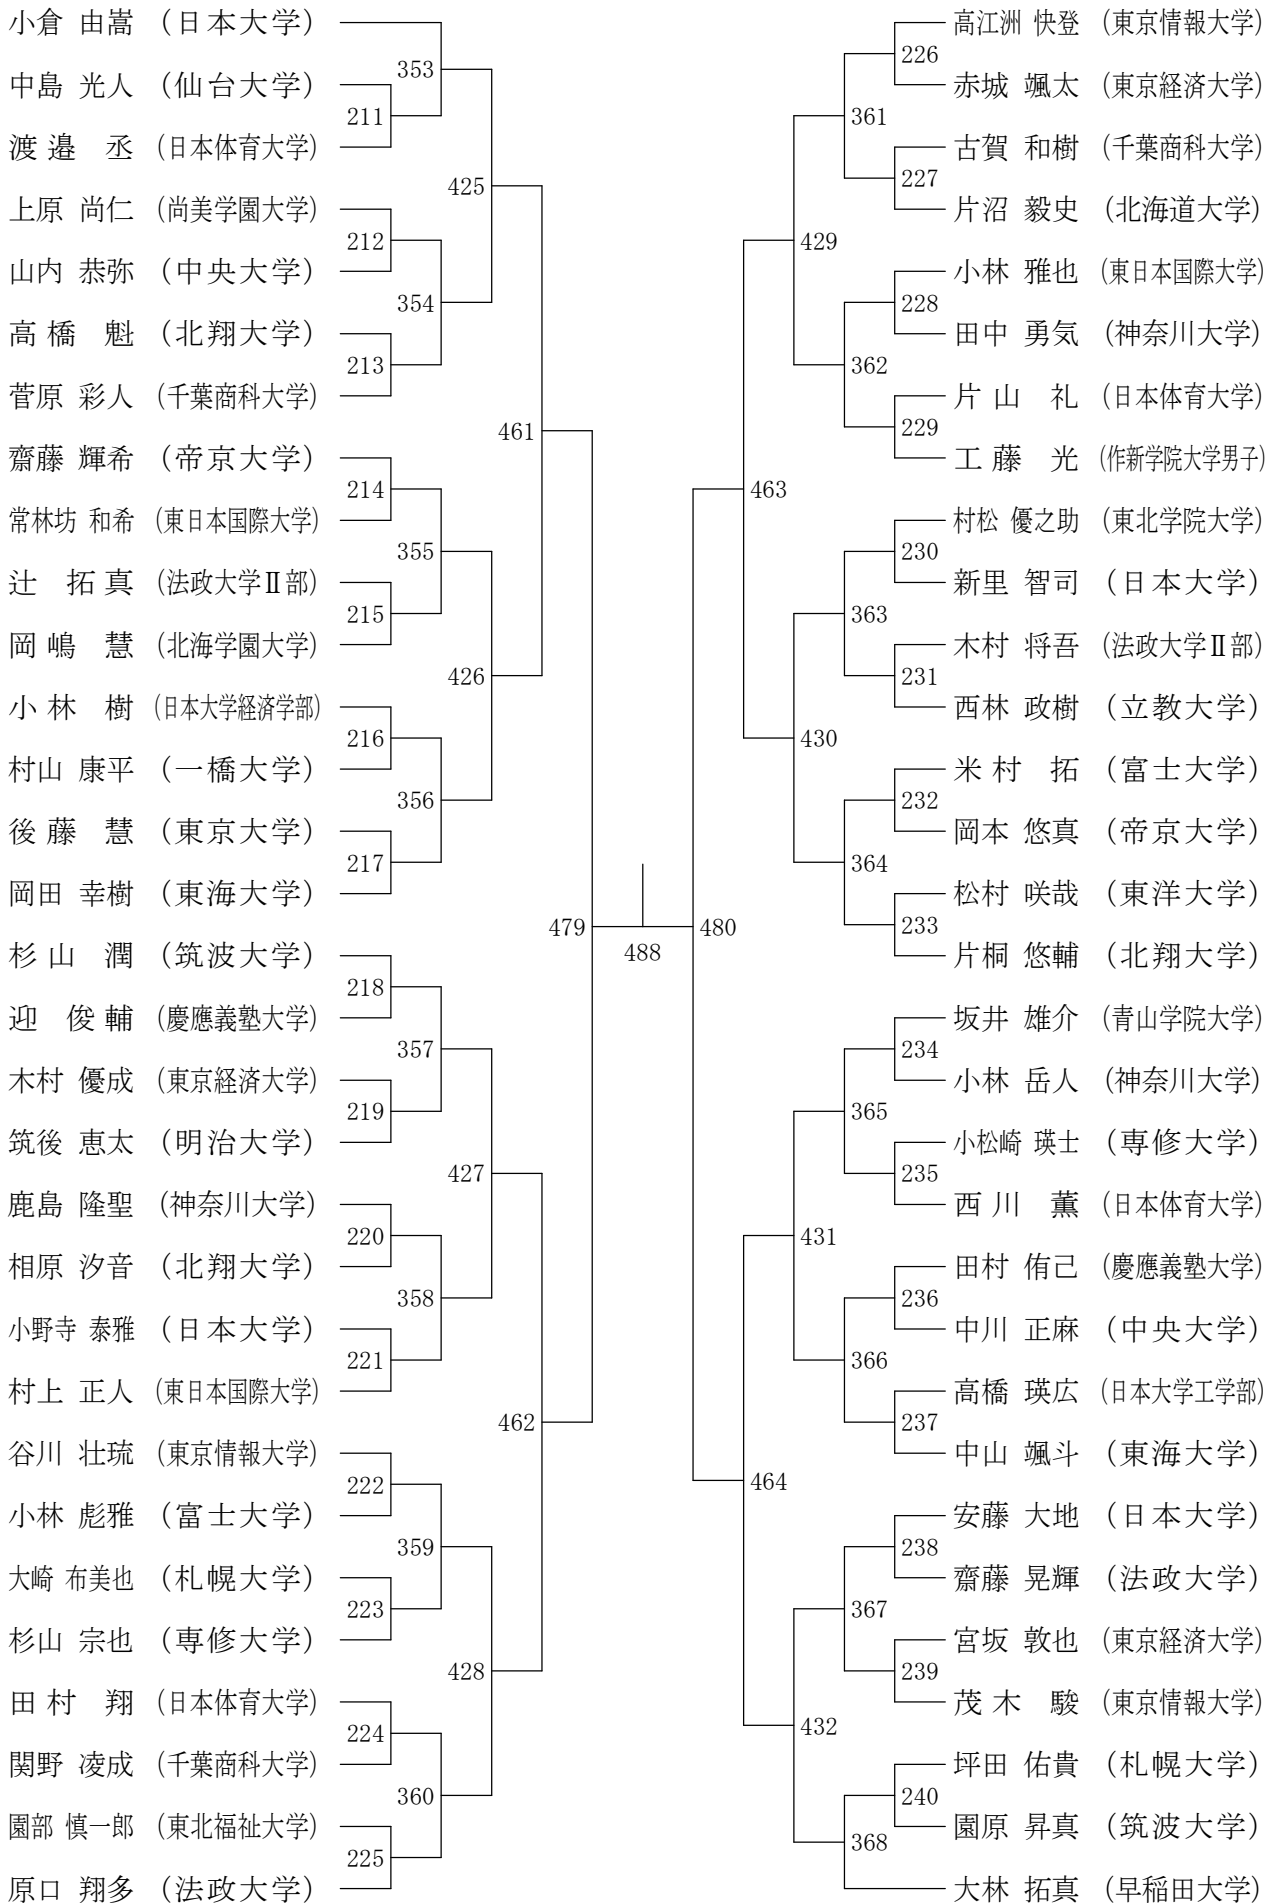 小倉 由嵩 (日本大学)
中島 光人 (仙台大学)
渡邉 丞 (日本体育大学)
上原 尚仁 (尚美学園大学)
山内 恭弥 (中央大学)
高橋 魁 (北翔大学)
菅原 彩人 (千葉商科大学)
齋藤 輝希 (帝京大学)
常林坊 和希 (東日本国際大学)
辻 拓真 (法政大学Ⅱ部)
岡嶋 慧 (北海学園大学)
小林 樹 (日本大学経済学部)
村山 康平 (一橋大学)
後藤 慧 (東京大学)
岡田 幸樹 (東海大学)
杉山 潤 (筑波大学)
迎 俊輔 (慶應義塾大学)
木村 優成 (東京経済大学)
筑後 恵太 (明治大学)
鹿島 隆聖 (神奈川大学)
相原 汐音 (北翔大学)
小野寺 泰雅 (日本大学)
村上 正人 (東日本国際大学)
谷川 壮琉 (東京情報大学)
小林 彪雅 (富士大学)
大崎 布美也 (札幌大学)
杉山 宗也 (専修大学)
田村 翔 (日本体育大学)
関野 凌成 (千葉商科大学)
園部 慎一郎 (東北福祉大学)
原口 翔多 (法政大学)
211
212
213
214
215
216
217
218
219
220
221
222
223
224
225
353
354
355
356
357
358
359
360
425
426
427
428
461
462
479
488
480
463
464
429
430
431
432
361
362
363
364
365
366
367
368
226
227
228
229
230
231
232
233
234
235
236
237
238
239
240
高江洲 快登 (東京情報大学)
赤城 颯太 (東京経済大学)
古賀 和樹 (千葉商科大学)
片沼 毅史 (北海道大学)
小林 雅也 (東日本国際大学)
田中 勇気 (神奈川大学)
片山 礼 (日本体育大学)
工藤 光 (作新学院大学男子)
村松 優之助 (東北学院大学)
新里 智司 (日本大学)
木村 将吾 (法政大学Ⅱ部)
西林 政樹 (立教大学)
米村 拓 (富士大学)
岡本 悠真 (帝京大学)
松村 咲哉 (東洋大学)
片桐 悠輔 (北翔大学)
坂井 雄介 (青山学院大学)
小林 岳人 (神奈川大学)
小松崎 瑛士 (専修大学)
西川 薫 (日本体育大学)
田村 侑己 (慶應義塾大学)
中川 正麻 (中央大学)
高橋 瑛広 (日本大学工学部)
中山 颯斗 (東海大学)
安藤 大地 (日本大学)
齋藤 晃輝 (法政大学)
宮坂 敦也 (東京経済大学)
茂木 駿 (東京情報大学)
坪田 佑貴 (札幌大学)
園原 昇真 (筑波大学)
大林 拓真 (早稲田大学)